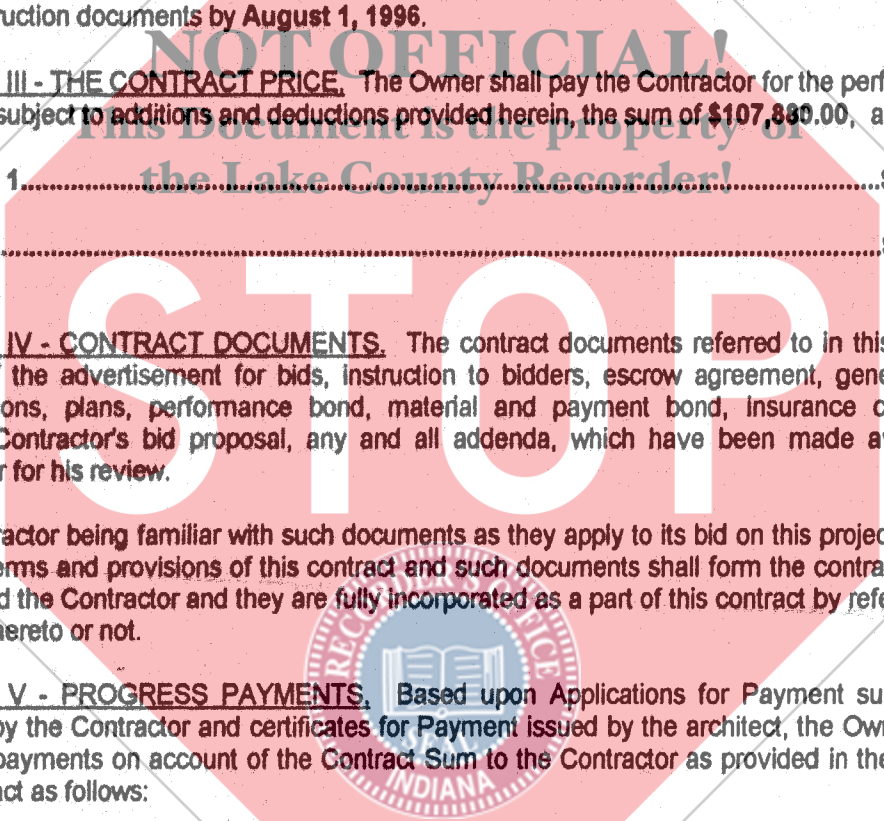 ruction documents by August 1, 1996.
NOT OFFICIAL!
III - THE CONTRACT PRICE. The Owner shall pay the Contractor for the perf
subject to additions and deductions provided herein, the sum of $107,880.00, a
This Document is the property of
1
the Lake County Recorder!
STOP
IV - CONTRACT DOCUMENTS. The contract documents referred to in this
the advertisement for bids, instruction to bidders, escrow agreement, gene
ons, plans, performance bond, material and payment bond, insurance c
Contractor's bid proposal, any and all addenda, which have been made a
r for his review.
ractor being familiar with such documents as they apply to its bid on this projec
erms and provisions of this contract and such documents shall form the contra
d the Contractor and they are fully incorporated as a part of this contract by refe
hereto or not.
RECORDER'S OFFICE
V - PROGRESS PAYMENTS. Based upon Applications for Payment su
by the Contractor and certificates for Payment issued by the architect, the Ow
SEAL
payments on account of the Contract Sum to the Contractor as provided in the
INDIANA
act as follows: